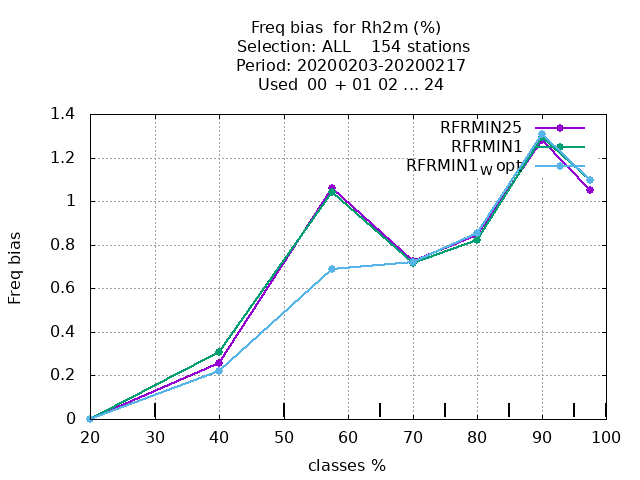 Freq bias  for Rh2m (%)
Selection: ALL    154 stations
Period: 20200203-20200217
Used  00  + 01 02 ... 24
RFRMIN25
RFRMIN1
RFRMIN1W opt
1.4
1.2
1
0.8
0.6
0.4
0.2
0
Freq bias
20 30 40 50 60 70 80 90 100
classes %